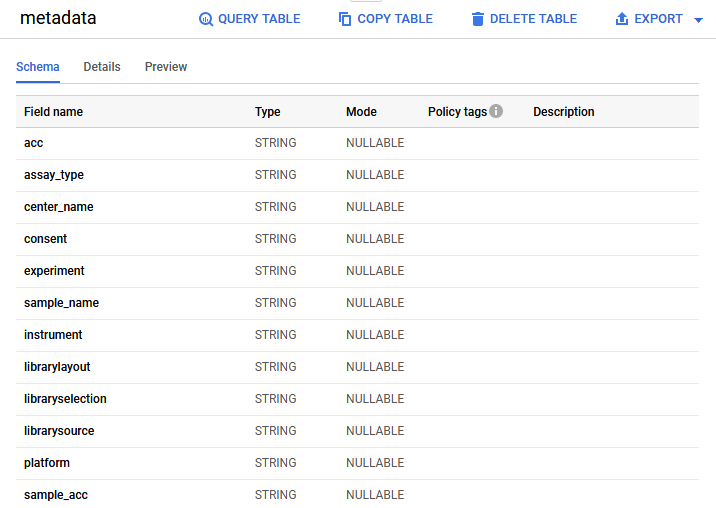 metadata QUERY TABLE COPY TABLE DELETE TABLE EXPORT
Schema Details Preview
Field name Type Mode Policy tags Description
acc STRING NULLABLE
assay_type STRING NULLABLE
center_name STRING NULLABLE
consent STRING NULLABLE
experiment STRING NULLABLE
sample_name STRING NULLABLE
instrument STRING NULLABLE
librarylayout STRING NULLABLE
libraryselection STRING NULLABLE
librarysource STRING NULLABLE
platform STRING NULLABLE
sample_acc STRING NULLABLE